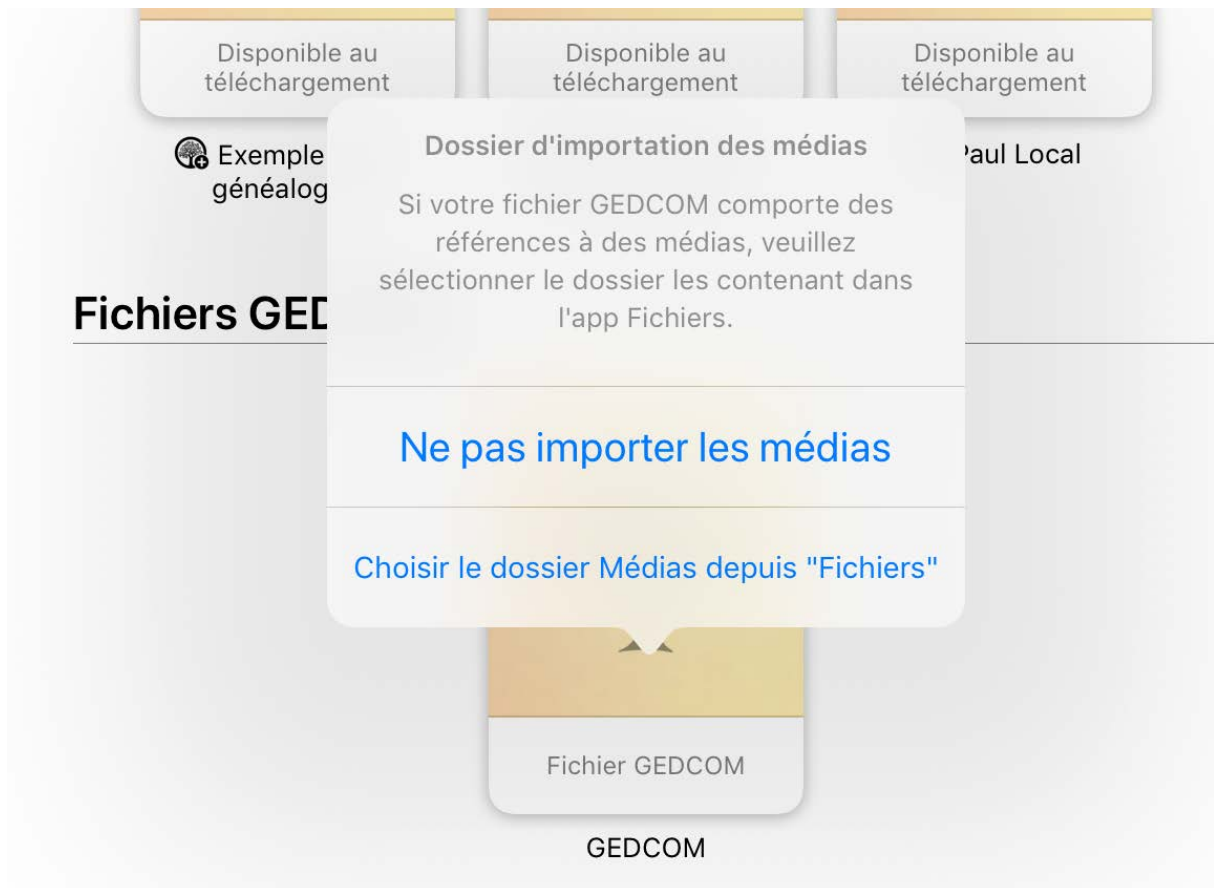 Disponible au
téléchargement
Disponible au
téléchargement
Disponible au
téléchargement
Exemple
généalog
Paul Local
Dossier d'importation des médias
Si votre fichier GEDCOM comporte des
références à des médias, veuillez
sélectionner le dossier les contenant dans
l'app Fichiers.
Fichiers GED
Ne pas importer les médias
Choisir le dossier Médias depuis "Fichiers"
Fichier GEDCOM
GEDCOM